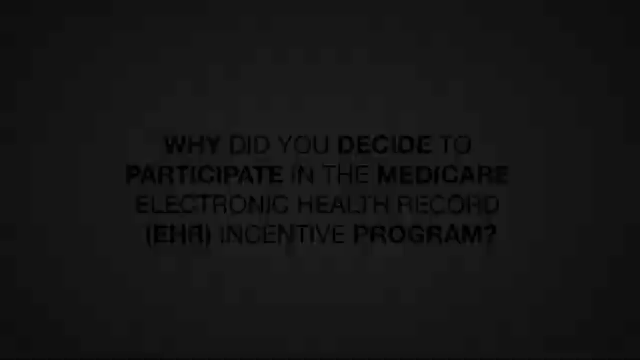 WHY DID YOU DECIDE TO
PARTICIPATE IN THE MEDICARE
ELECTRONIC HEALTH RECORD
(EHR) INCENTIVE PROGRAM?